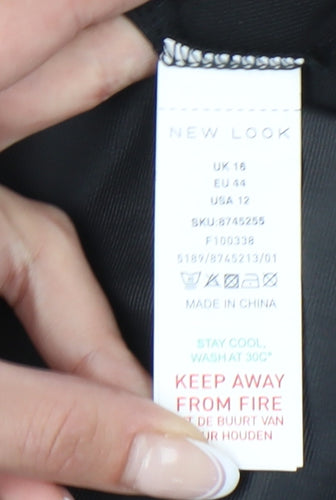 NEW LOOK
UK 16
EU 44
USA 12
SKU:8745255
F100338
5189/8745213/01
MADE IN CHINA
STAY COOL,
WASH AT 30C°
KEEP AWAY
FROM FIRE
DE BUURT VAN
HOUDEN